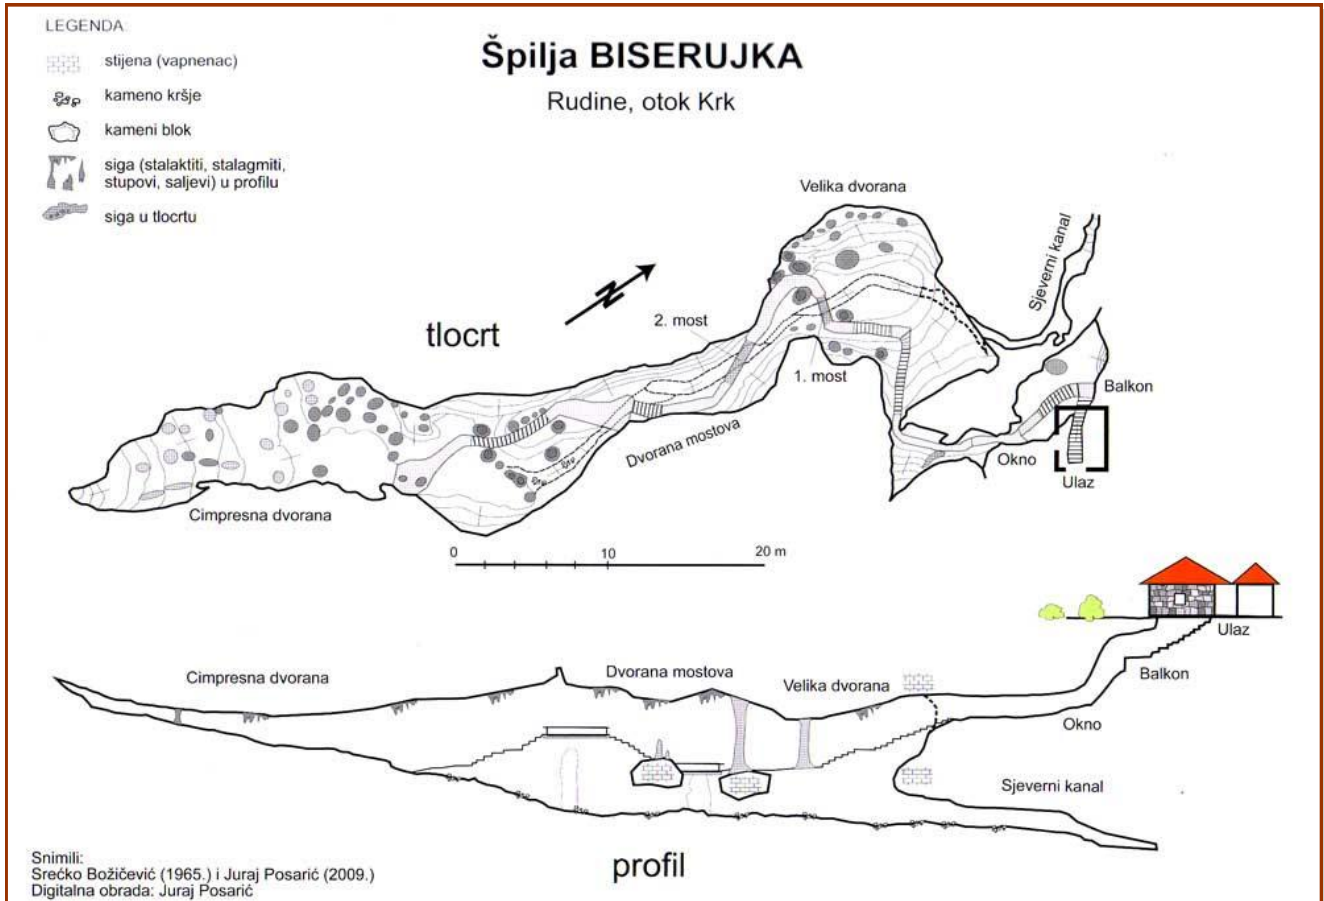 LEGENDA:
stijena (vapnenac)
kameno kršje
kameni blok
siga (stalaktiti, stalagmiti,
stupovi, saljevi) u profilu
siga u tlocrtu
Špilja BISERUJKA
Rudine, otok Krk
Velika dvorana
Sjeverni kanal
N
tlocrt
2. most
1. most
Balkon
Dvorana mostova
Okno
Ulaz
Cimpresna dvorana
0 10 20 m
Ulaz
Cimpresna dvorana
Dvorana mostova
Velika dvorana
Balkon
Okno
Sjeverni kanal
profil
Snimili:
Srećko Božičević (1965.) i Juraj Posarić (2009.)
Digitalna obrada: Juraj Posarić